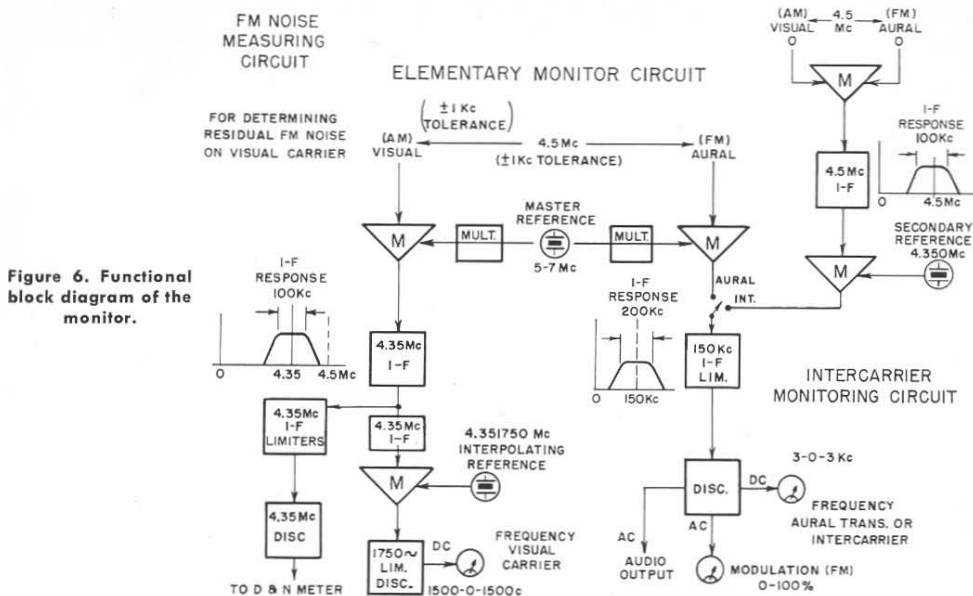 FM NOISE
MEASURING
CIRCUIT
FOR DETERMINING
RESIDUAL FM NOISE
ON VISUAL CARRIER
ELEMENTARY MONITOR CIRCUIT
(±1Kc
TOLERANCE)
(AM)
VISUAL
4.5Mc
(±1Kc TOLERANCE)
(FM)
AURAL
(AM)
VISUAL
O
4.5
Mc
(FM)
AURAL
O
M
I-F
RESPONSE
100Kc
O
4.5Mc
4.5Mc
I-F
SECONDARY
REFERENCE
4.350Mc
M
M
MULT.
MASTER
REFERENCE
5-7 Mc
MULT.
M
AURAL
INT.
Figure 6. Functional
block diagram of the
monitor.
I-F
RESPONSE
100Kc
O
4.35
4.5Mc
4.35Mc
I-F
I-F
RESPONSE
200Kc
O
150Kc
150Kc
I-F
LIM.
INTERCARRIER
MONITORING CIRCUIT
4.35Mc
I-F
LIMITERS
4.35Mc
I-F
4.351750 Mc
INTERPOLATING
REFERENCE
M
4.35Mc
DISC
TO D & N METER
1750~
LIM.
DISC.
DC
FREQUENCY
VISUAL
CARRIER
1500-0-1500c
DISC.
DC
3-0-3Kc
FREQUENCY
AURAL TRANS. OR
INTERCARRIER
AC
AUDIO
OUTPUT
AC
MODULATION (FM)
0-100%